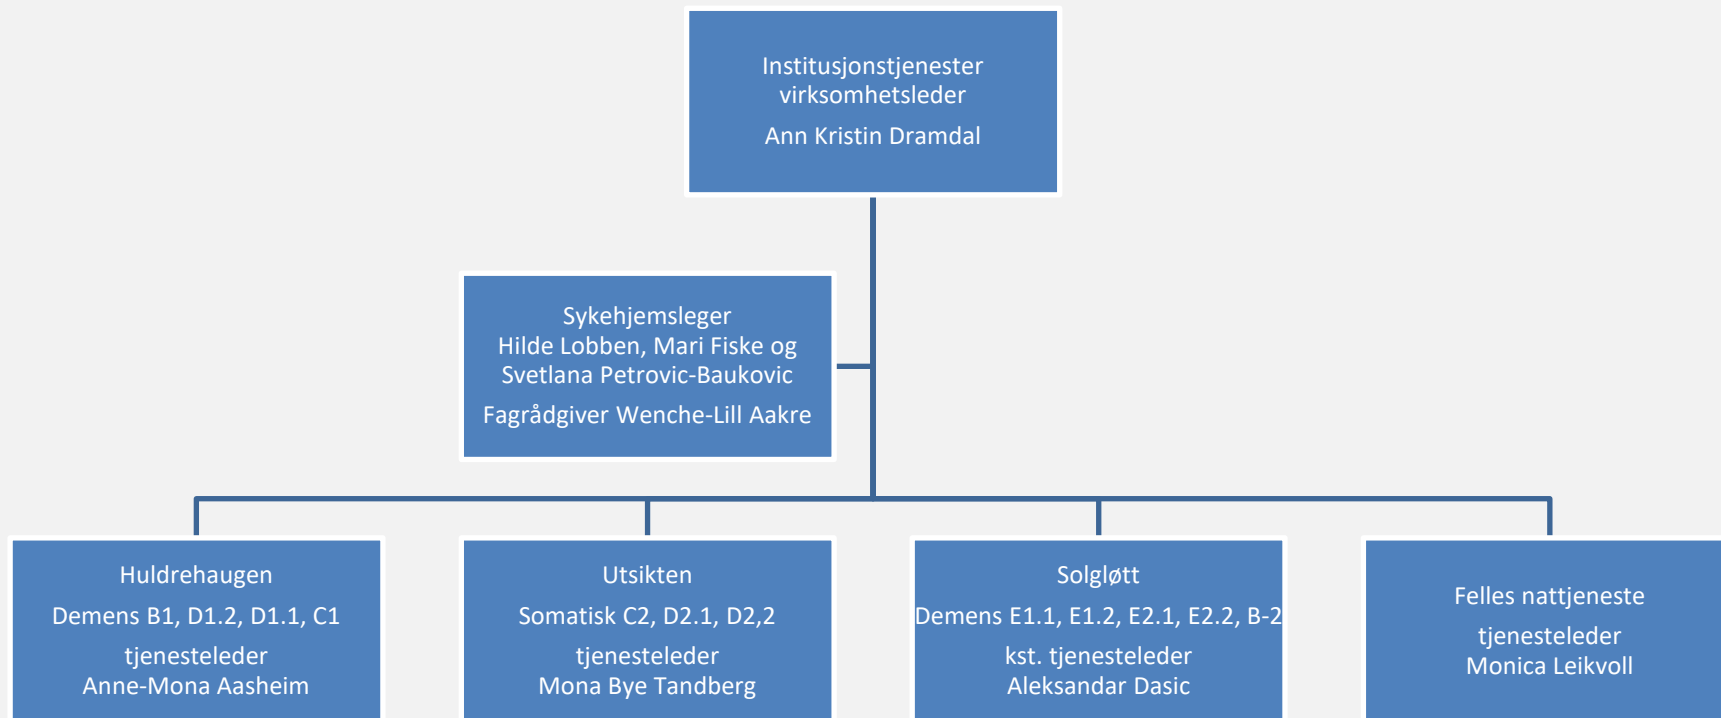 Institusjonstjenester
virksomhetsleder
Ann Kristin Dramdal
Sykehjemsleger
Hilde Lobben, Mari Fiske og
Svetlana Petrovic-Baukovic
Fagrådgiver Wenche-Lill Aakre
Huldrehaugen
Demens B1, D1.2, D1.1, C1
tjenesteleder
Anne-Mona Aasheim
Utsikten
Somatisk C2, D2.1, D2,2
tjenesteleder
Mona Bye Tandberg
Solgløtt
Demens E1.1, E1.2, E2.1, E2.2, B-2
kst. tjenesteleder
Aleksandar Dasic
Felles nattjeneste
tjenesteleder
Monica Leikvoll